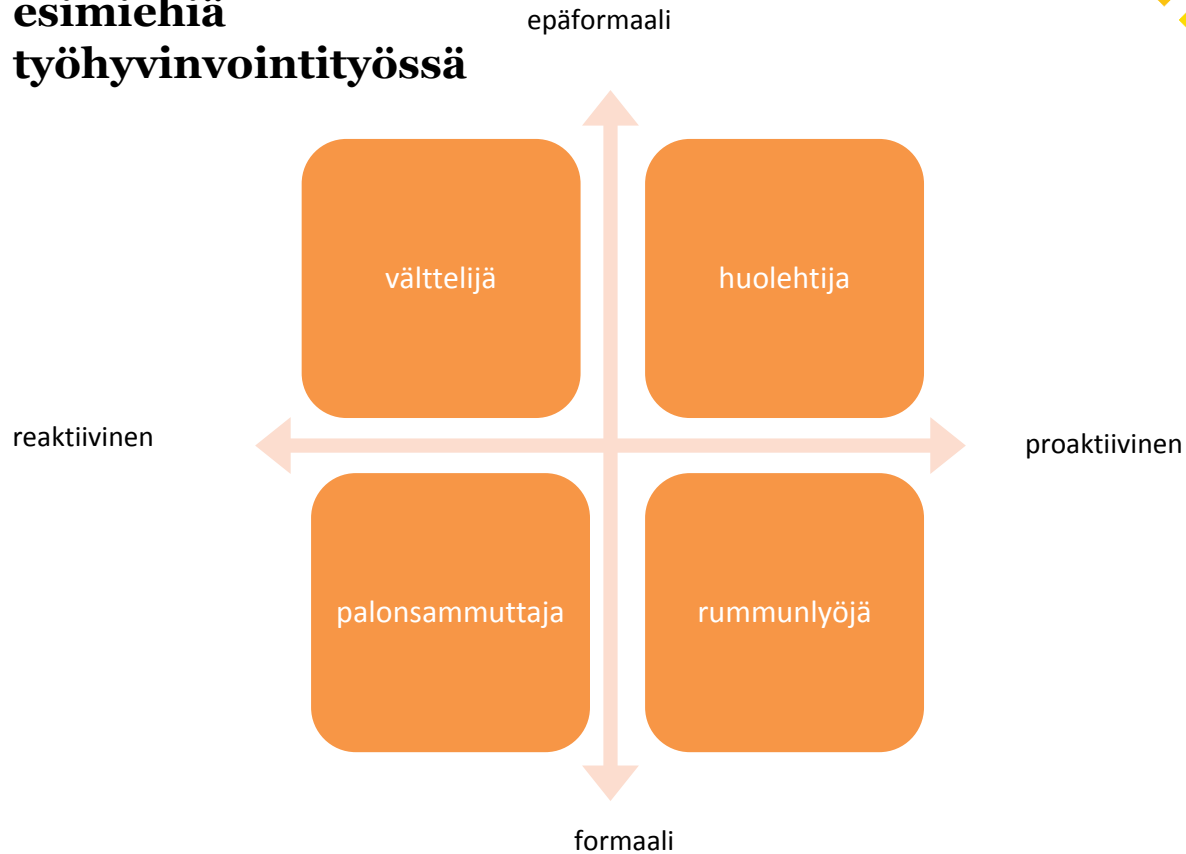 esimiehiä
työhyvinvointityössä
epäformaali
välttelijä
huolehtija
reaktiivinen
proaktiivinen
palonsammuttaja
rummunlyöjä
formaali